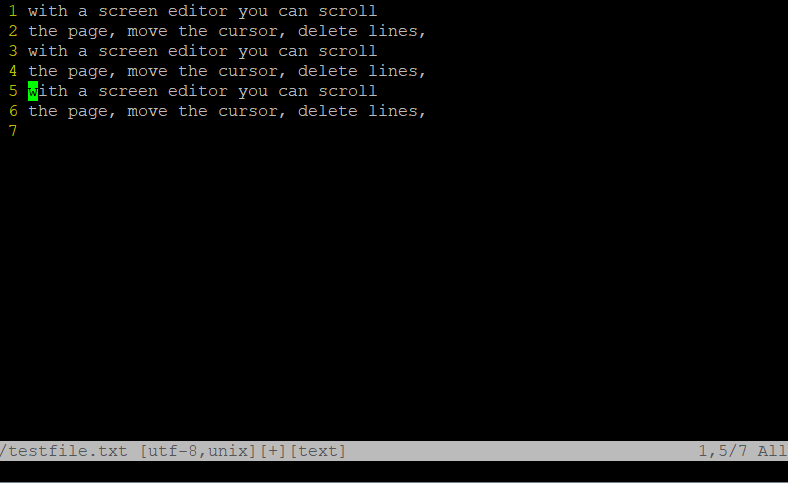 1 with a screen editor you can scroll
2 the page, move the cursor, delete lines,
3 with a screen editor you can scroll
4 the page, move the cursor, delete lines,
5 with a screen editor you can scroll
6 the page, move the cursor, delete lines,
7
/testfile.txt [utf-8,unix][+][text] 1,5/7 All